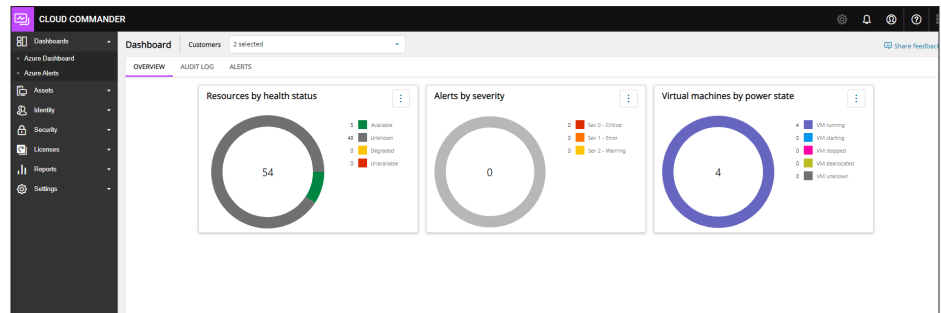 CLOUD COMMANDER
Dashboards
Azure Dashboard
Azure Alerts
Assets
Identity
Security
Licenses
Reports
Settings
Dashboard
Customers
2 selected
Share feedback
OVERVIEW
AUDIT LOG
ALERTS
Resources by health status
54
5 Available
49 Unknown
0 Degraded
0 Unavailable
Alerts by severity
0
0 Sev 0 - Critical
0 Sev 1 - Error
0 Sev 2 - Warning
Virtual machines by power state
4
4 VM running
0 VM starting
0 VM stopped
0 VM deallocated
0 VM unknown